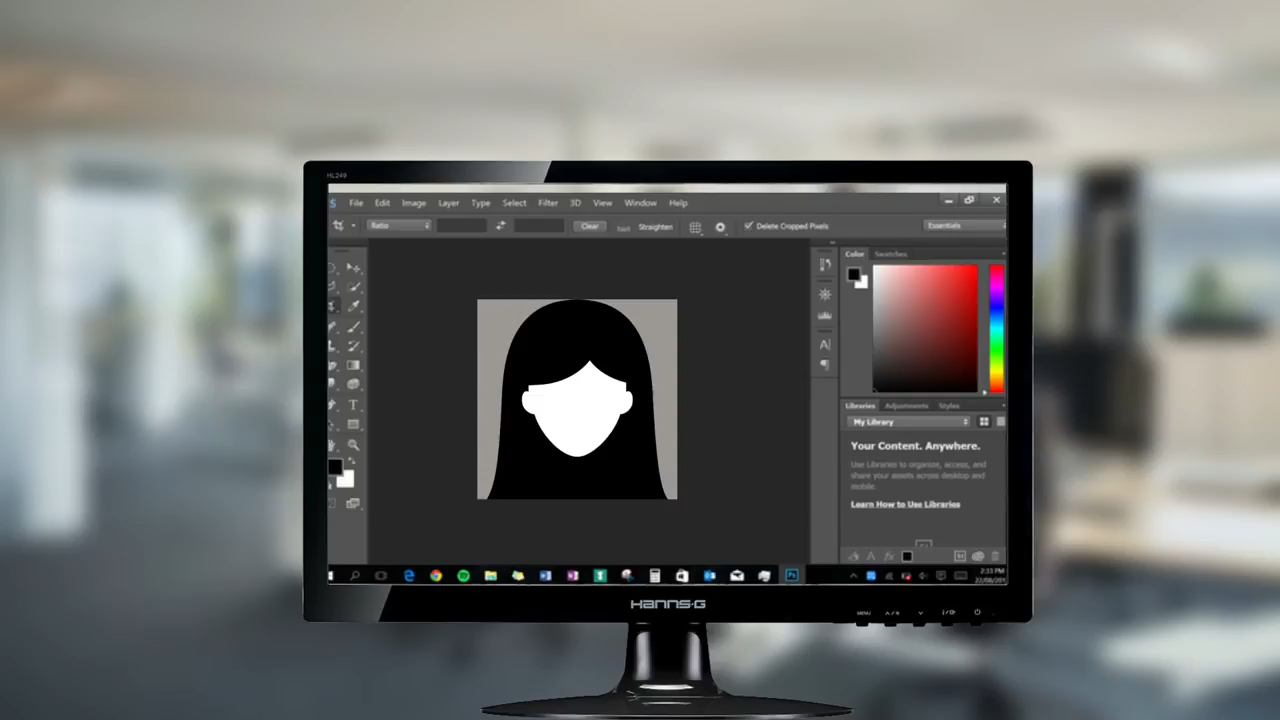 HL249
File Edit Image Layer Type Select Filter 3D View Window Help
Ratio Clear Straighten Delete Cropped Pixels Essentials
Color Swatches
Libraries Adjustments Styles
My Library
Your Content. Anywhere.
Use Libraries to organize, access, and
share your assets across desktop and
mobile.
Learn How to Use Libraries
2:33 PM
HANNS·G
MENU